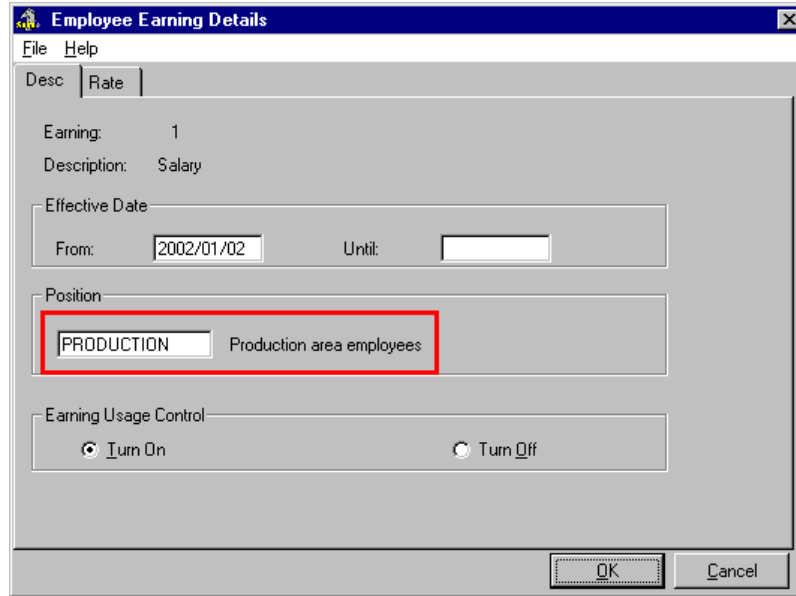 Employee Earning Details
File Help
Desc Rate
Earning: 1
Description: Salary
Effective Date
From: 2002/01/02 Until:
Position
PRODUCTION Production area employees
Earning Usage Control
Turn On Turn Off
OK Cancel